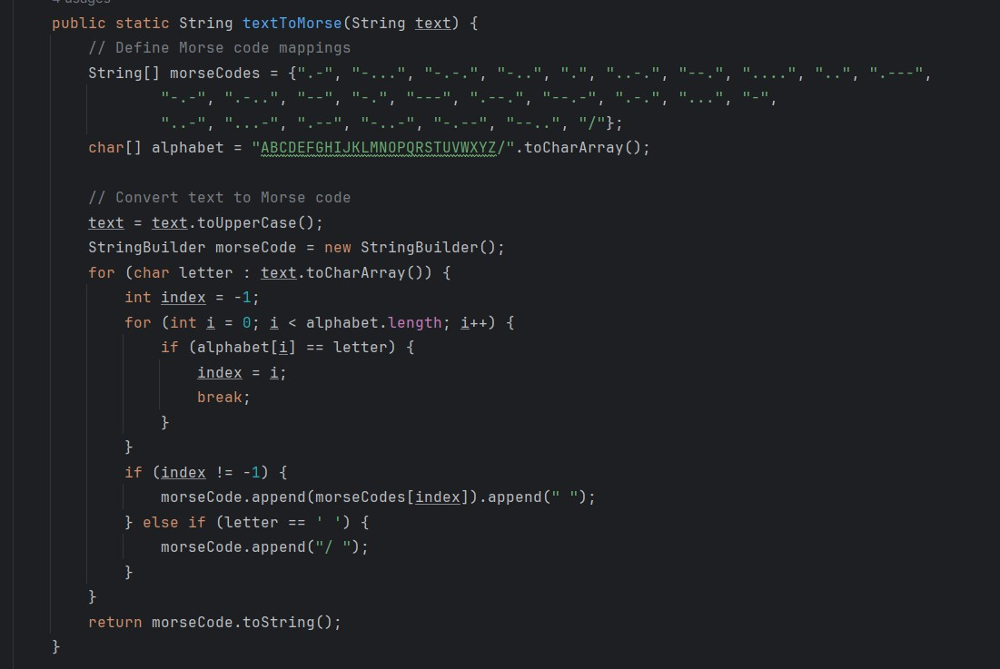 4 usages
public static String textToMorse(String text) {
// Define Morse code mappings
String[] morseCodes = {".-", "-...", "-.-.", "-..", ".", "..-.", "--.", "....", "..", ".---",
"-.-", ".-..", "--", "-.", "---", ".--.", "--.-", ".-.", "...", "-",
"..-", "...-", ".--", "-..-", "-.--", "--..", "/"};
char[] alphabet = "ABCDEFGHIJKLMNOPQRSTUVWXYZ/".toCharArray();
// Convert text to Morse code
text = text.toUpperCase();
StringBuilder morseCode = new StringBuilder();
for (char letter : text.toCharArray()) {
int index = -1;
for (int i = 0; i < alphabet.length; i++) {
if (alphabet[i] == letter) {
index = i;
break;
}
}
if (index != -1) {
morseCode.append(morseCodes[index]).append(" ");
} else if (letter == ' ') {
morseCode.append("/ ");
}
}
return morseCode.toString();
}